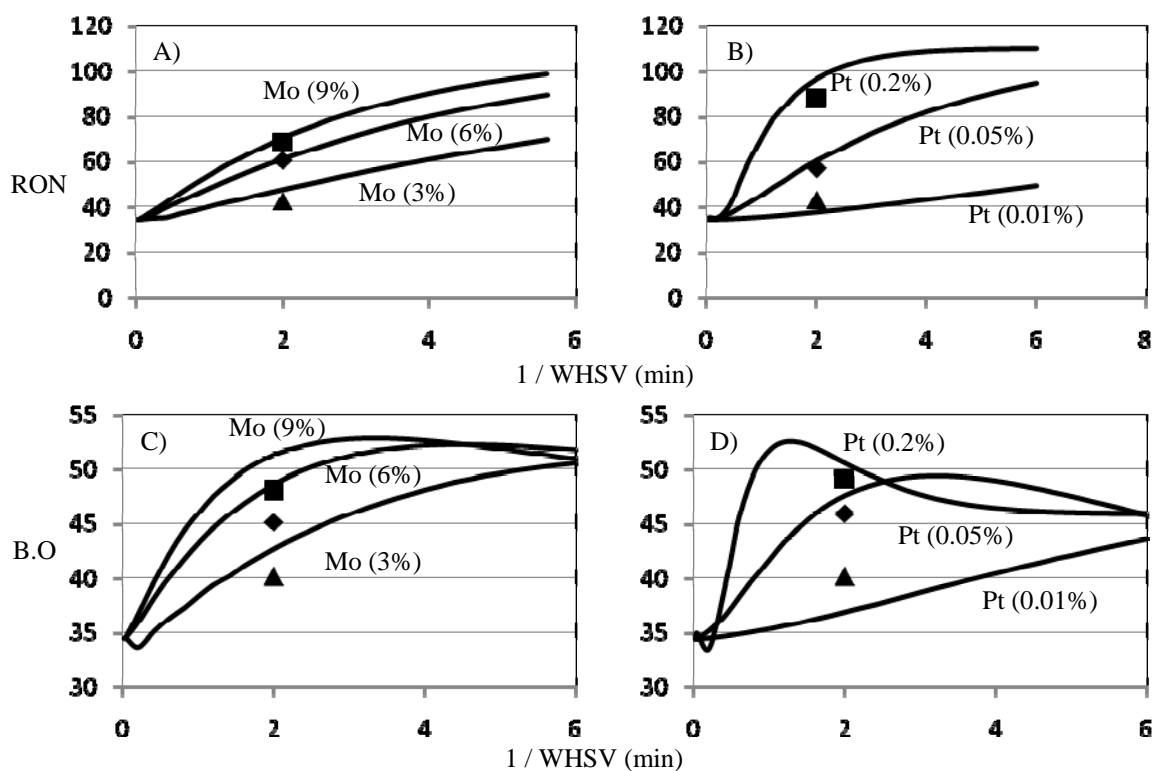 120
100
80
60
40
20
0
RON
A)
Mo (9%)
Mo (6%)
Mo (3%)
0 2 4 6
120
100
80
60
40
20
0
B)
Pt (0.2%)
Pt (0.05%)
Pt (0.01%)
0 2 4 6 8
1 / WHSV (min)
55
50
45
40
35
30
B.O
C)
Mo (9%)
Mo (6%)
Mo (3%)
0 2 4 6
55
50
45
40
35
30
D)
Pt (0.2%)
Pt (0.05%)
Pt (0.01%)
0 2 4 6
1 / WHSV (min)